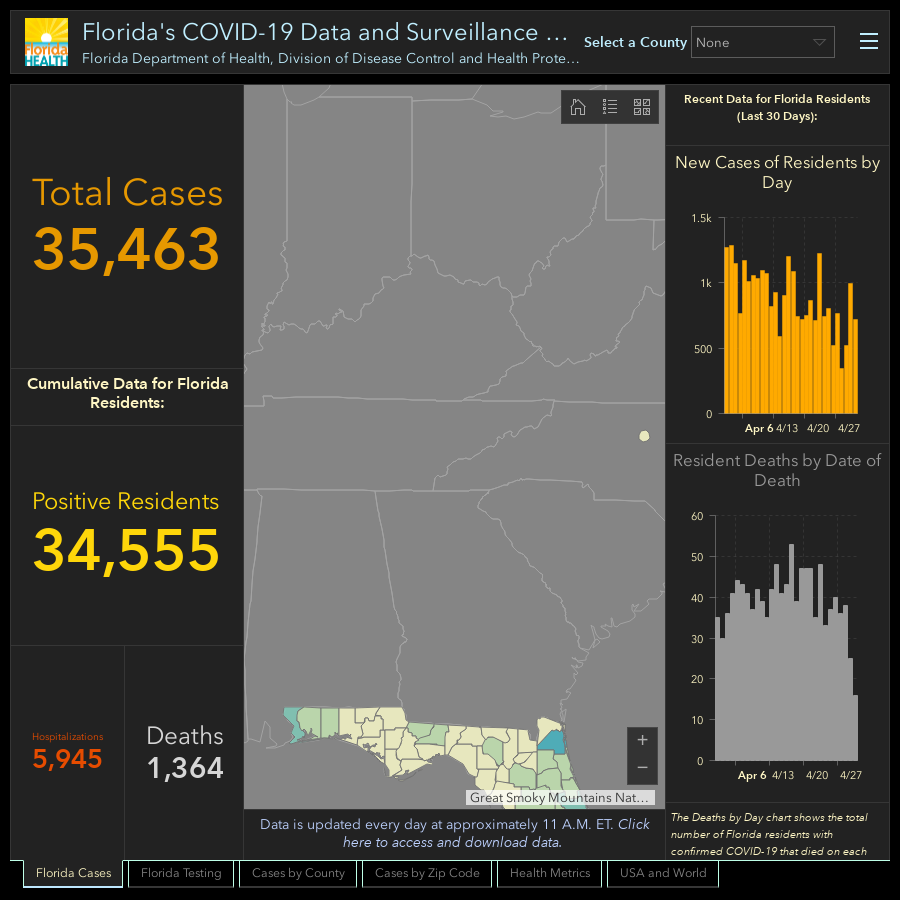 Florida
HEALTH
Florida's COVID-19 Data and Surveillance ...
Florida Department of Health, Division of Disease Control and Health Prote...
Select a County
None
Total Cases
35,463
Cumulative Data for Florida
Residents:
Positive Residents
34,555
Hospitalizations
5,945
Deaths
1,364
+
−
Great Smoky Mountains Nat...
Data is updated every day at approximately 11 A.M. ET. Click
here to access and download data.
Recent Data for Florida Residents
(Last 30 Days):
New Cases of Residents by
Day
1.5k
1k
500
0
Apr 6 4/13 4/20 4/27
Resident Deaths by Date of
Death
60
50
40
30
20
10
0
Apr 6 4/13 4/20 4/27
The Deaths by Day chart shows the total
number of Florida residents with
confirmed COVID-19 that died on each
Florida Cases
Florida Testing
Cases by County
Cases by Zip Code
Health Metrics
USA and World